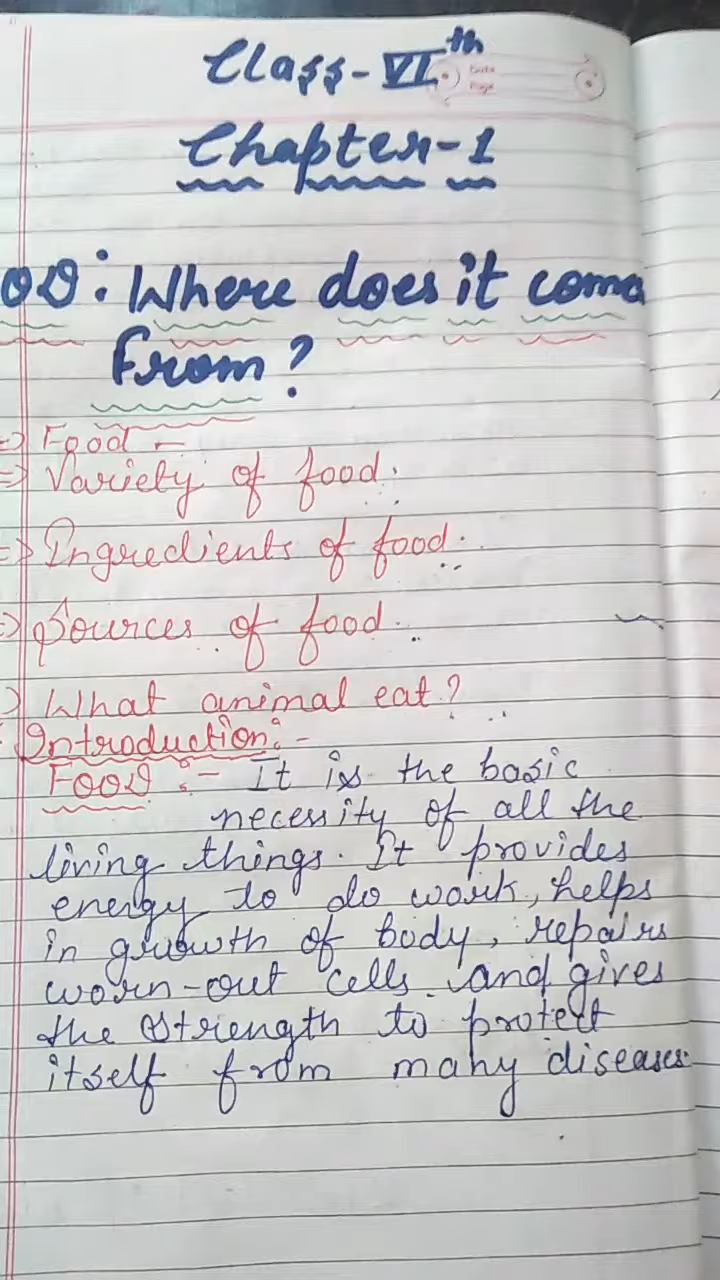 Class-VIth
Date
Page
Chapter-1
OD: Where does it come
From?
=> Food -
=> Variety of food.
=> Ingredients of food.
=> Sources of food.
What animal eat?
Introduction:-
FOOD :- It is the basic
necessity of all the
living things. It provides
energy to do work, helps
in growth of body, repairs
worn-out cells and gives
the strength to protect
itself from many diseases.